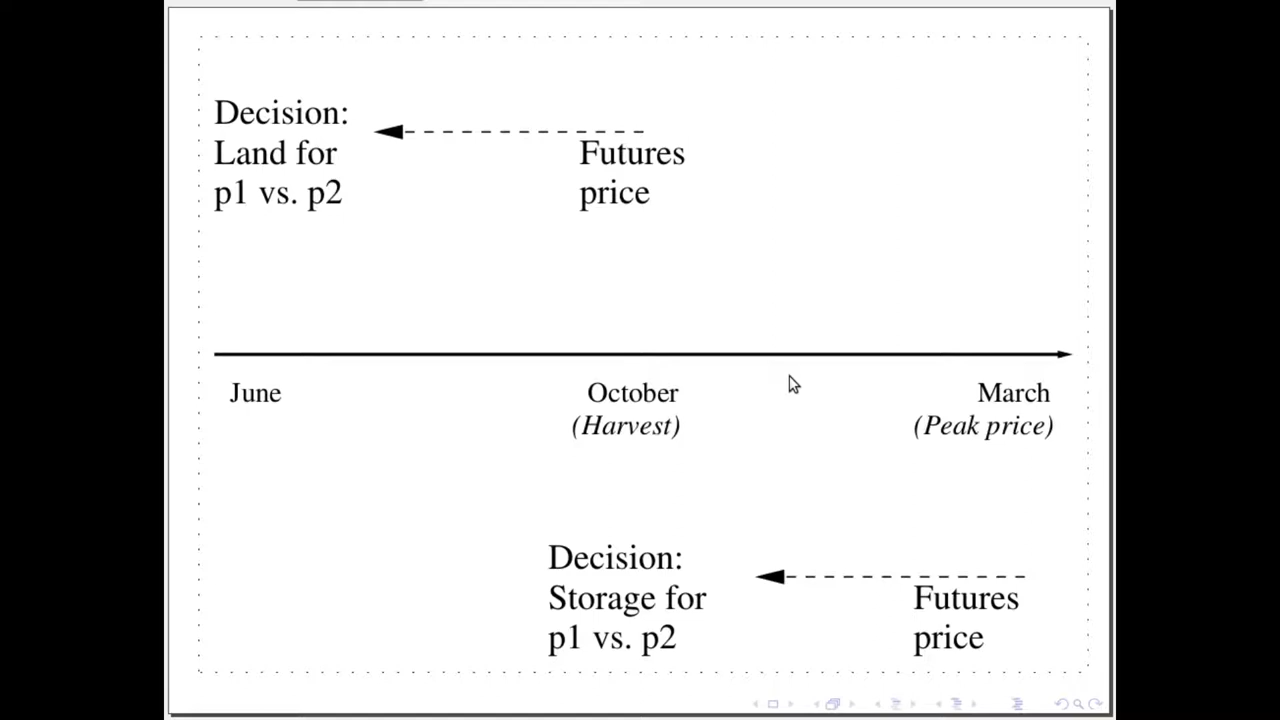 Decision:
Land for
p1 vs. p2
Futures
price
June
October
(Harvest)
March
(Peak price)
Decision:
Storage for
p1 vs. p2
Futures
price